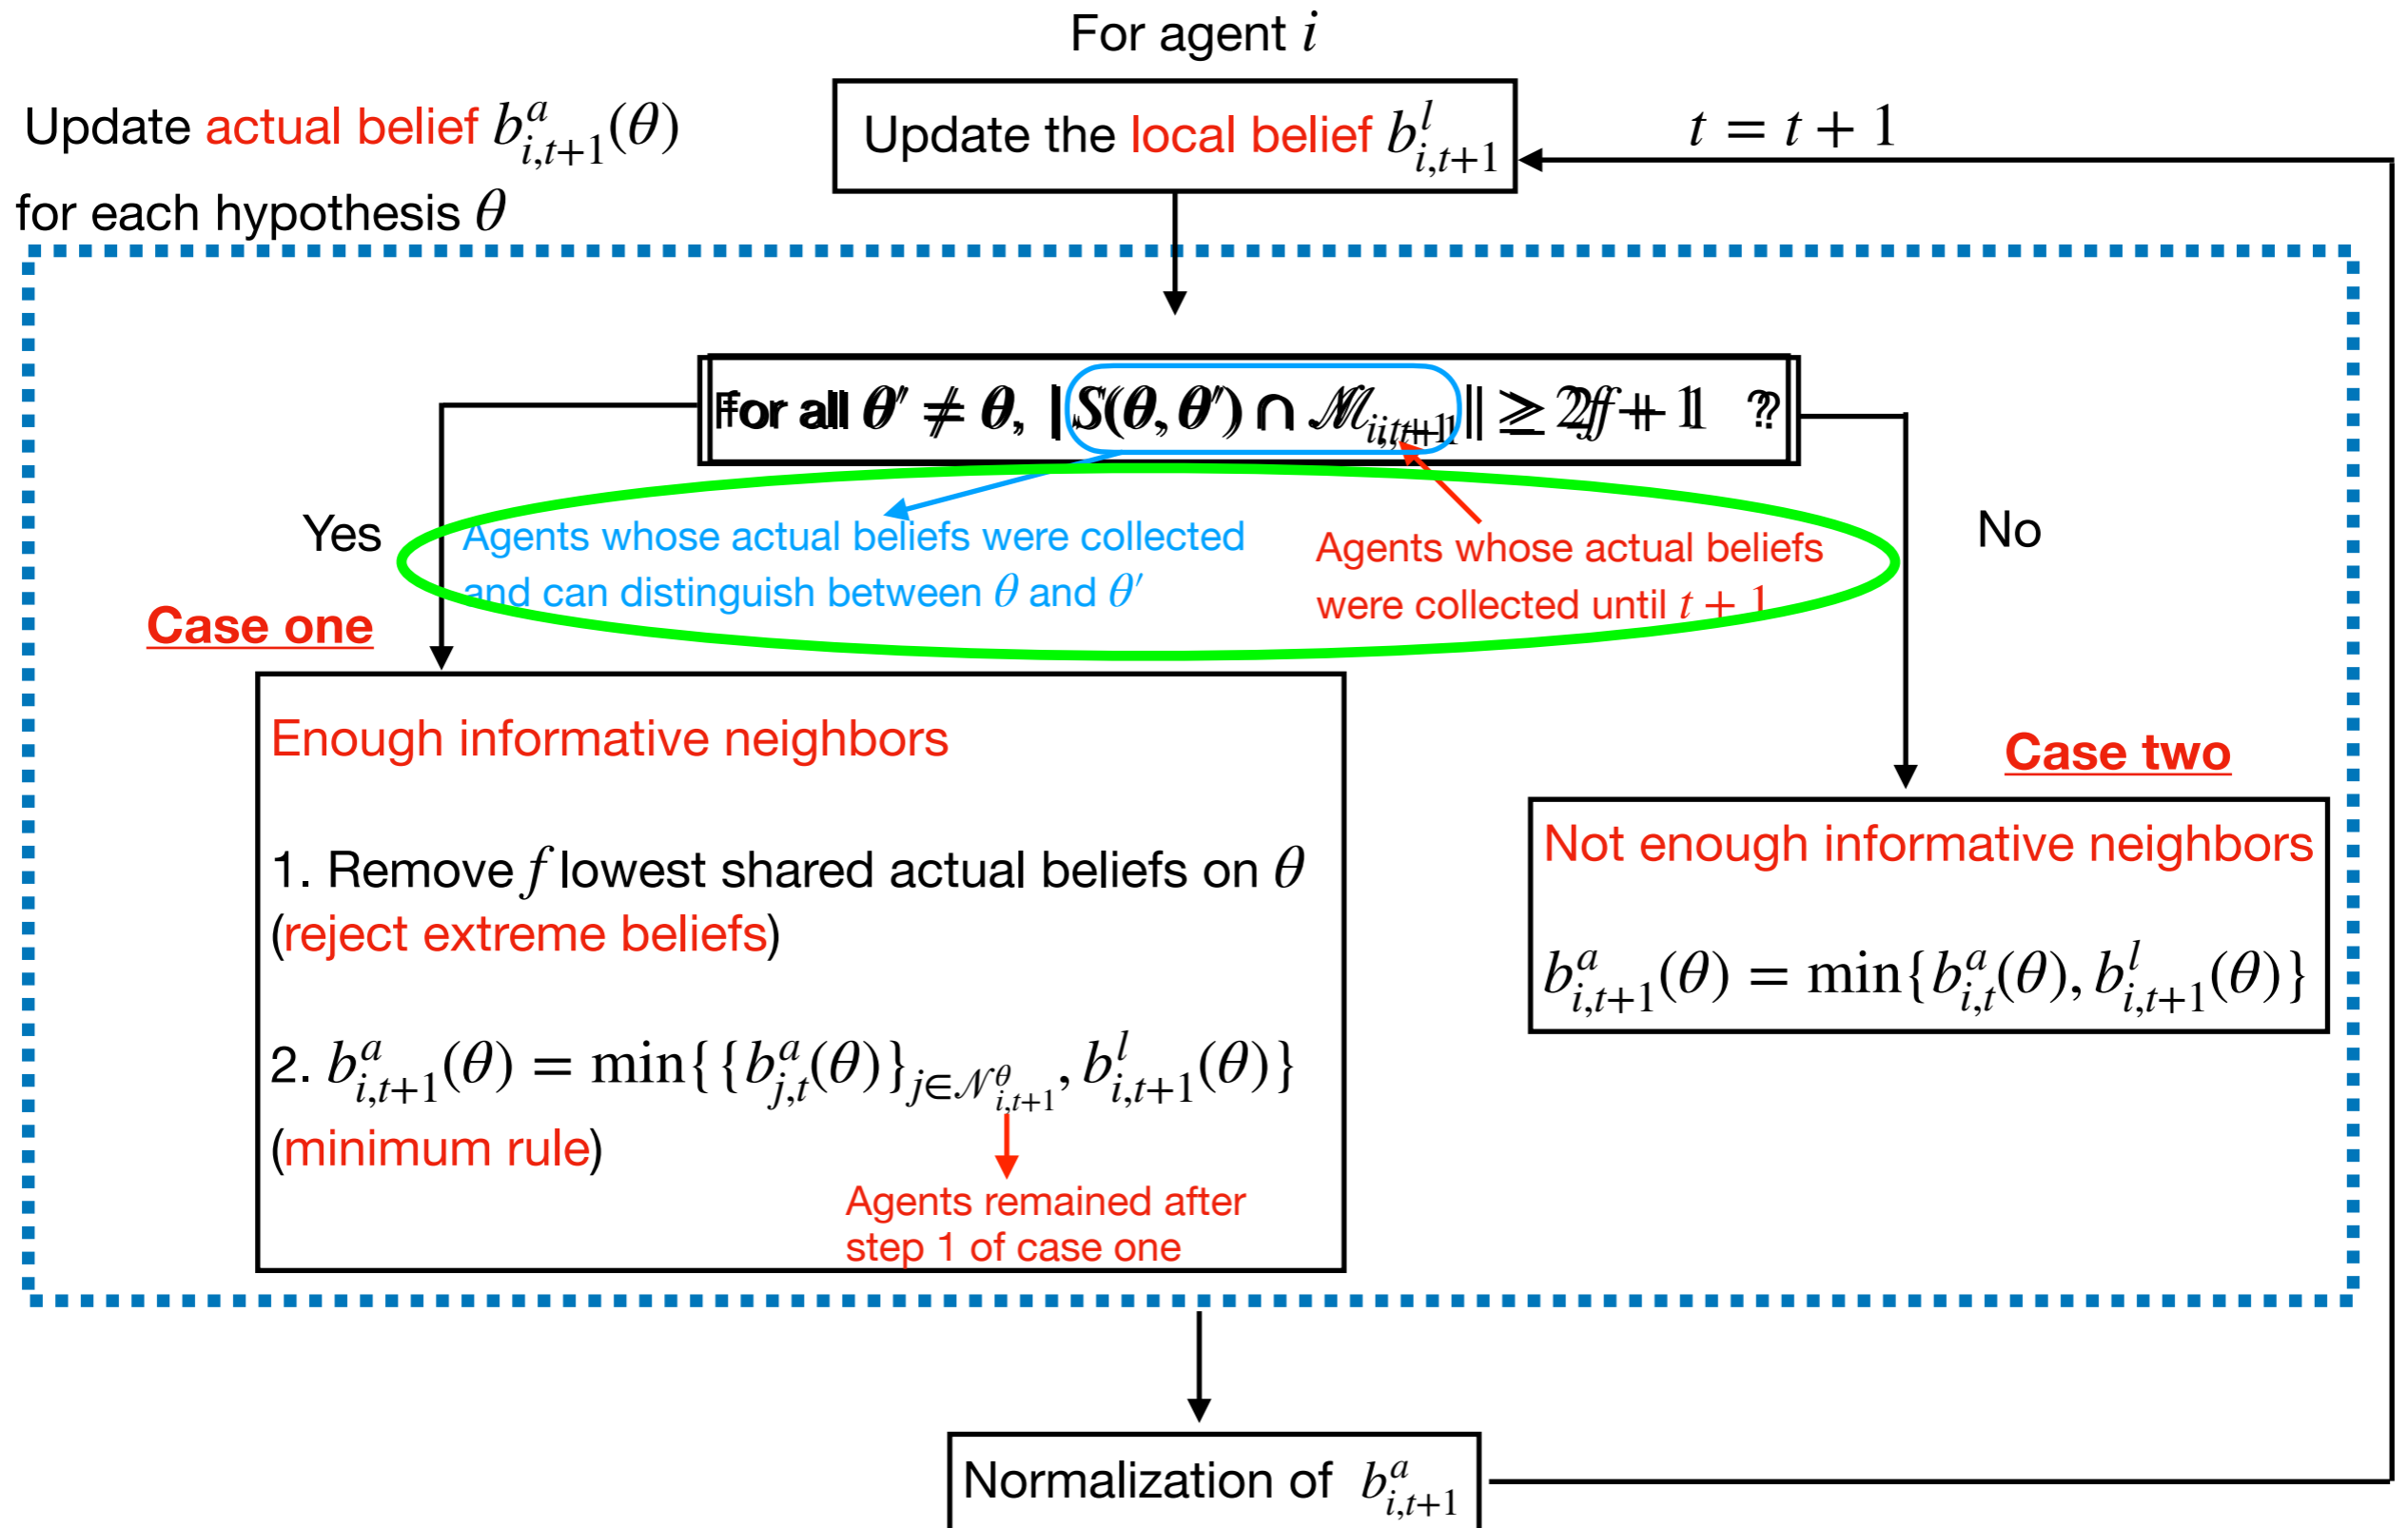 For agent i
Update actual belief b^a_{i,t+1}(θ)
for each hypothesis θ
Update the local belief b^l_{i,t+1}
t = t + 1
For all θ′ ≠ θ, |S(θ, θ′) ∩ ℳ_{i,t+1}| ≥ 2f + 1 ?
Yes
No
Agents whose actual beliefs were collected
and can distinguish between θ and θ′
Agents whose actual beliefs
were collected until t + 1
Case one
Enough informative neighbors
1. Remove f lowest shared actual beliefs on θ
(reject extreme beliefs)
2. b^a_{i,t+1}(θ) = min{ {b^a_{j,t}(θ)}_{j∈𝒩^θ_{i,t+1}}, b^l_{i,t+1}(θ)}
(minimum rule)
Agents remained after
step 1 of case one
Case two
Not enough informative neighbors
b^a_{i,t+1}(θ) = min{b^a_{i,t}(θ), b^l_{i,t+1}(θ)}
Normalization of b^a_{i,t+1}